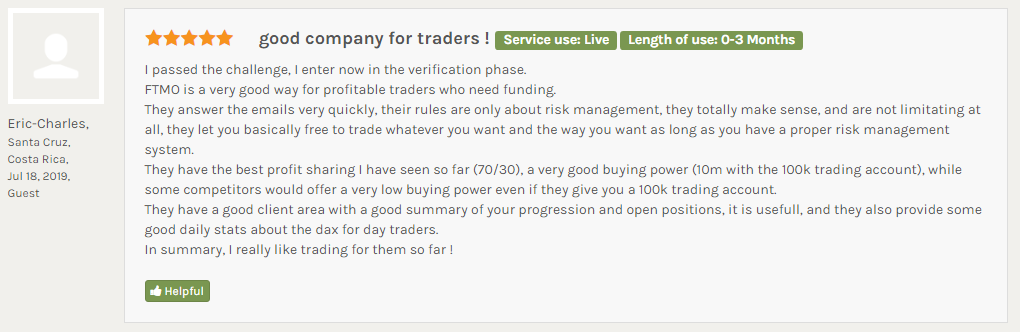 good company for traders ! Service use: Live Length of use: 0-3 Months
I passed the challenge, I enter now in the verification phase.
FTMO is a very good way for profitable traders who need funding.
They answer the emails very quickly, their rules are only about risk management, they totally make sense, and are not limitating at
all, they let you basically free to trade whatever you want and the way you want as long as you have a proper risk management
system.
They have the best profit sharing I have seen so far (70/30), a very good buying power (10m with the 100k trading account), while
some competitors would offer a very low buying power even if they give you a 100k trading account.
They have a good client area with a good summary of your progression and open positions, it is usefull, and they also provide some
good daily stats about the dax for day traders.
In summary, I really like trading for them so far !
Helpful
Eric-Charles,
Santa Cruz,
Costa Rica,
Jul 18, 2019,
Guest